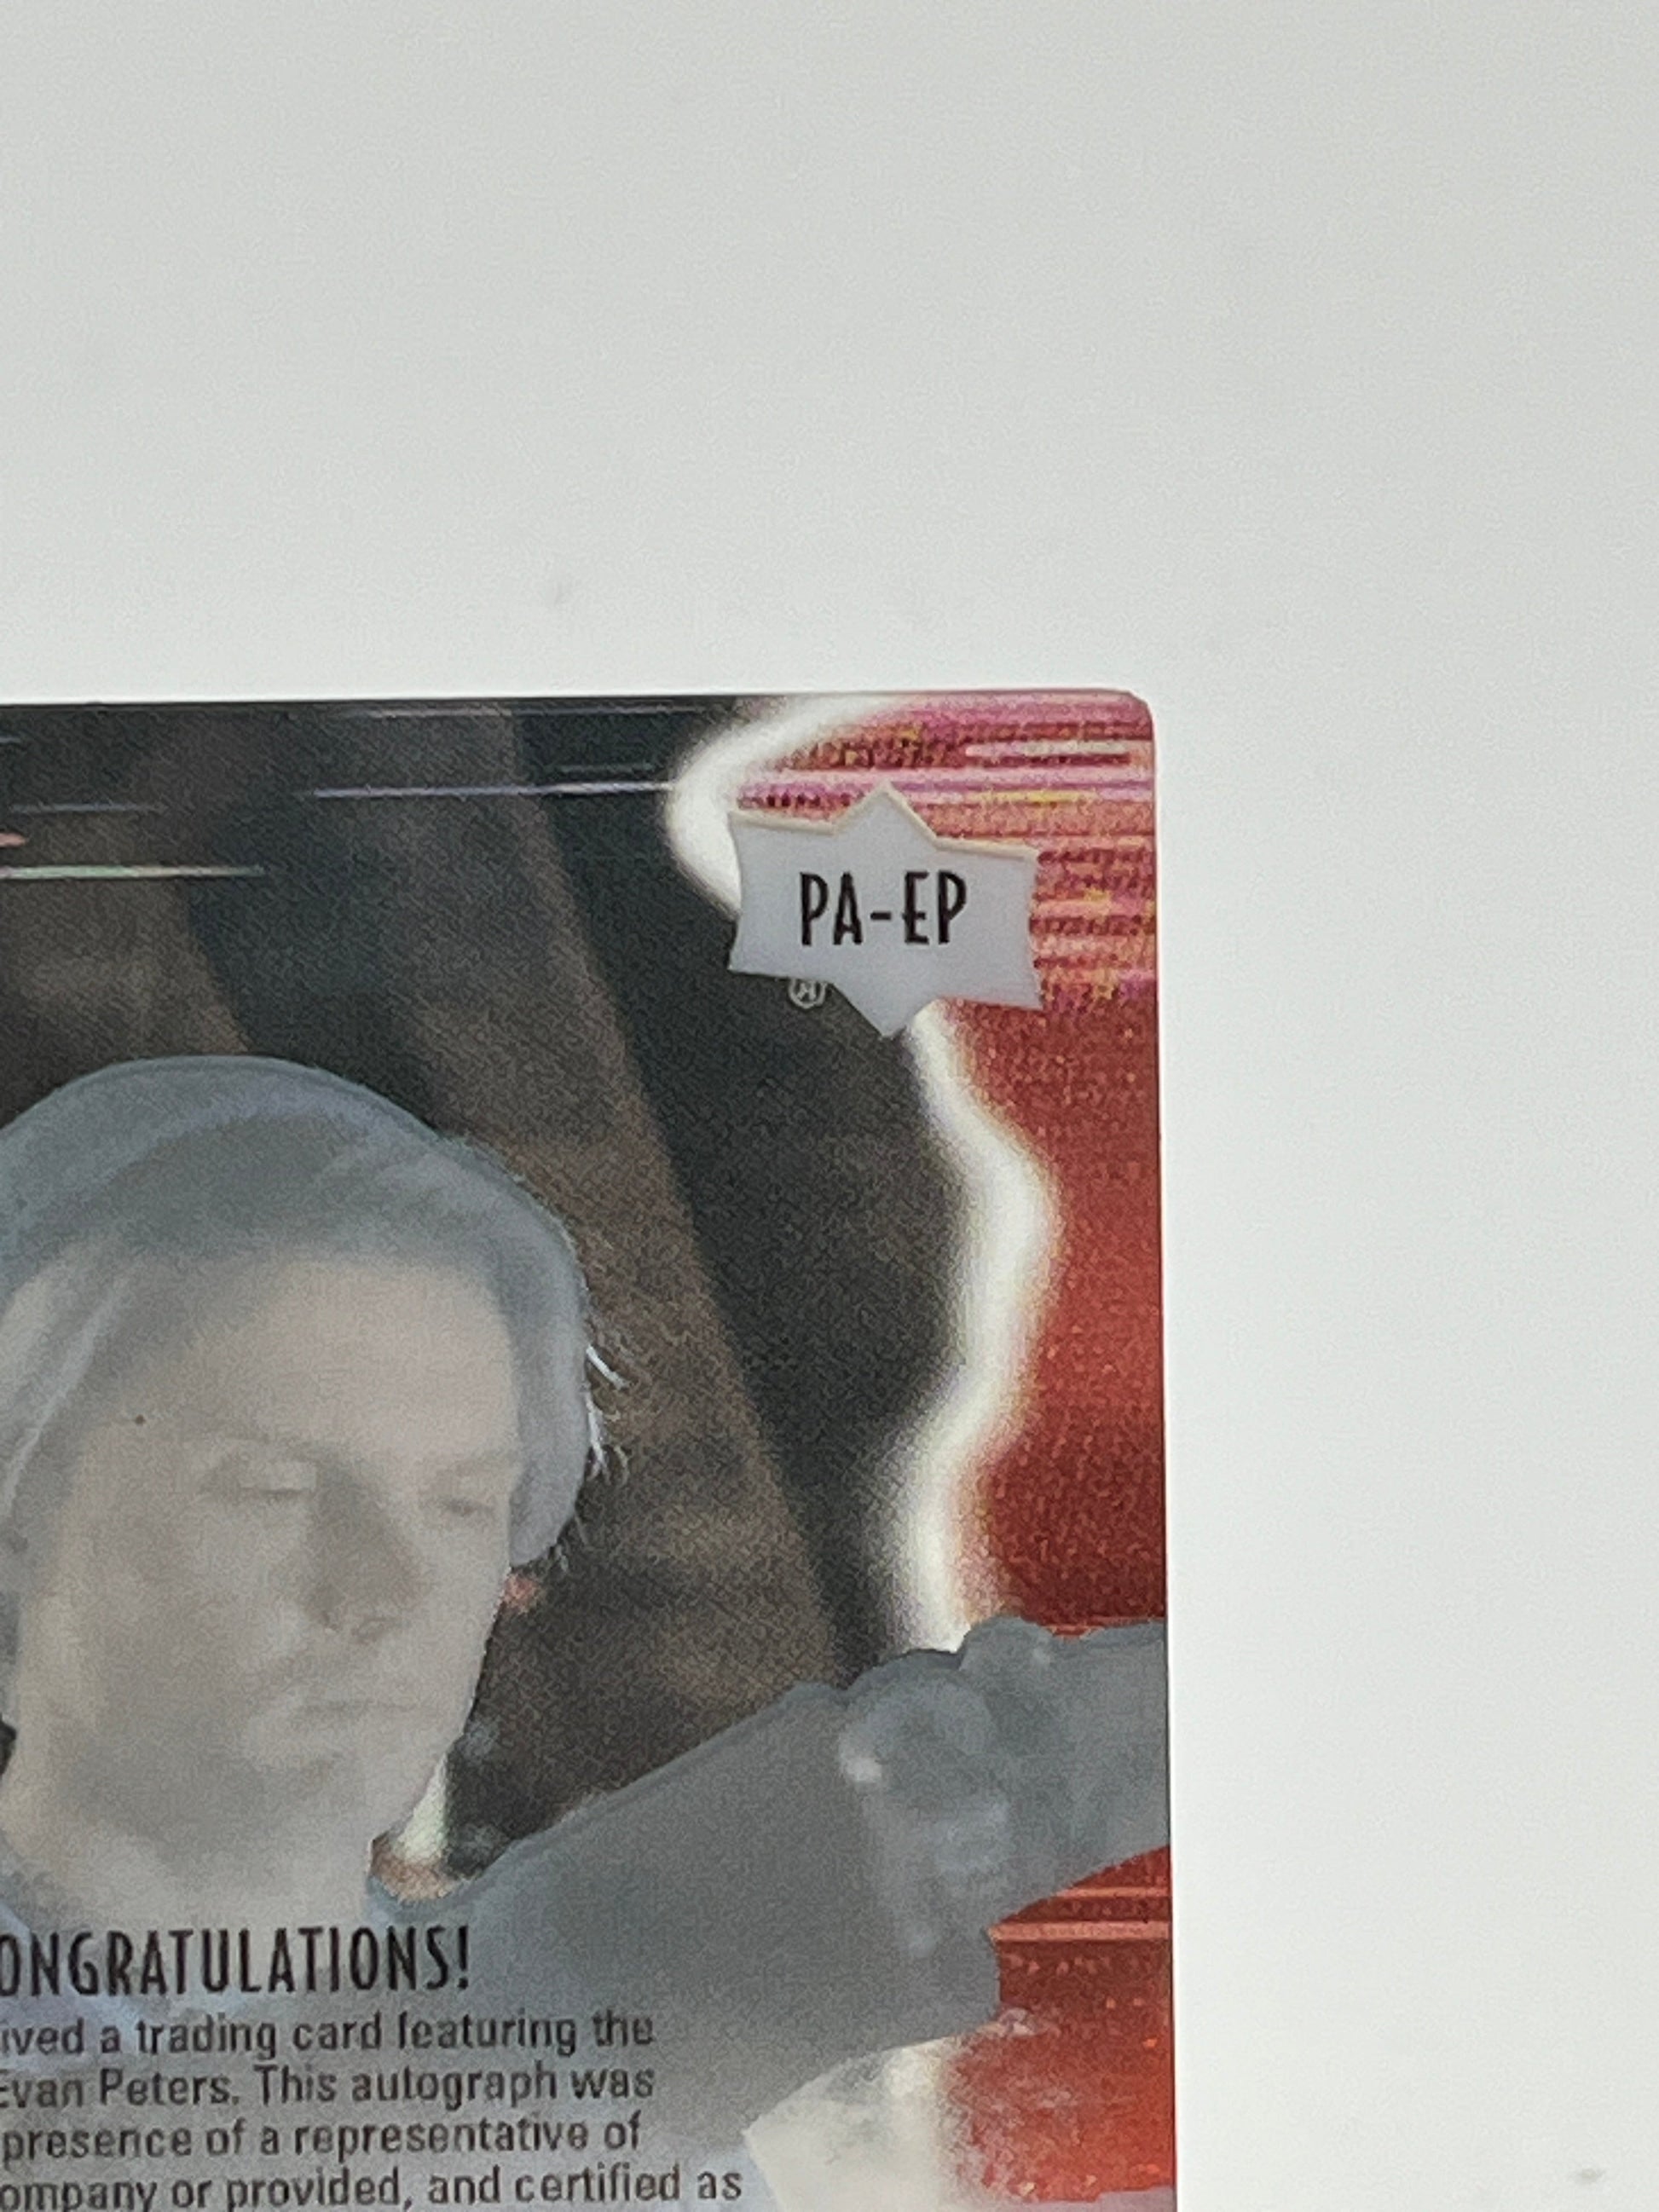 PA-EP
®
ONGRATULATIONS!
ived a trading card featuring the
Evan Peters. This autograph was
presence of a representative of
ompany or provided, and certified as